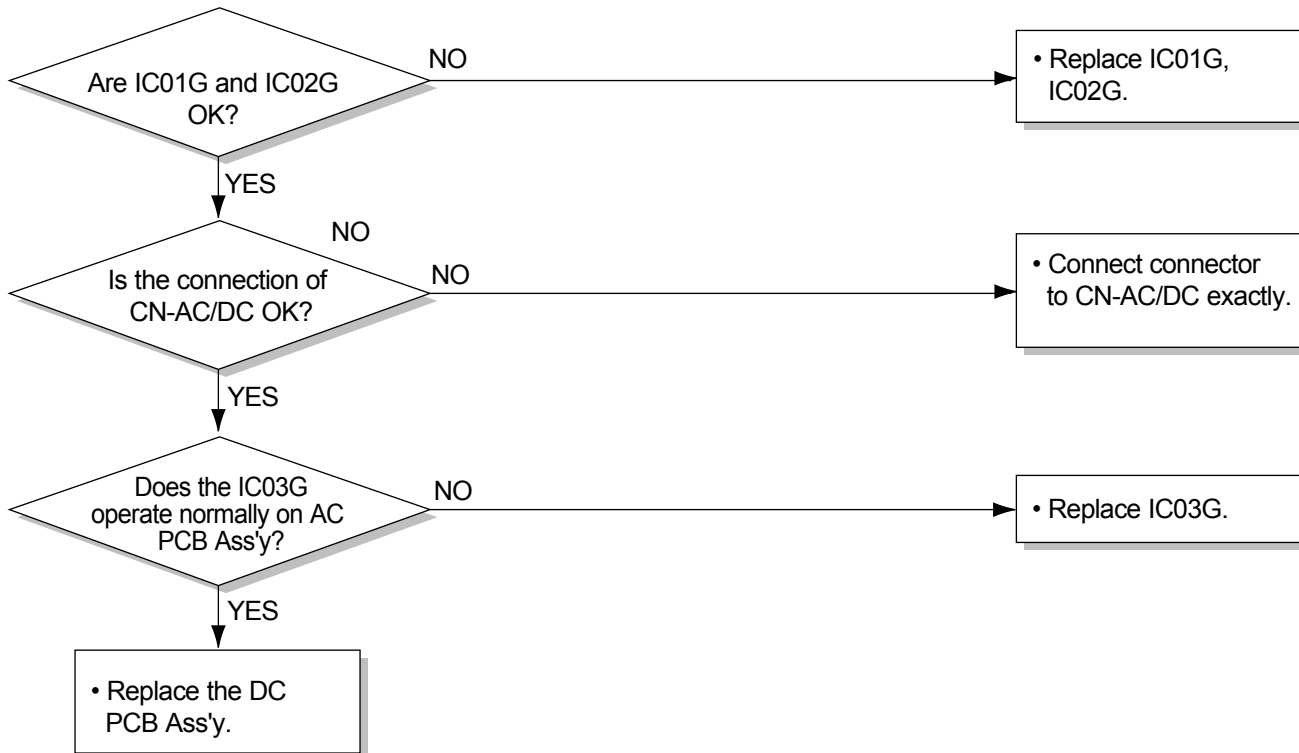 Are IC01G and IC02G
OK?
NO
• Replace IC01G,
IC02G.
YES
NO
Is the connection of
CN-AC/DC OK?
NO
• Connect connector
to CN-AC/DC exactly.
YES
Does the IC03G
operate normally on AC
PCB Ass'y?
NO
• Replace IC03G.
YES
• Replace the DC
PCB Ass'y.